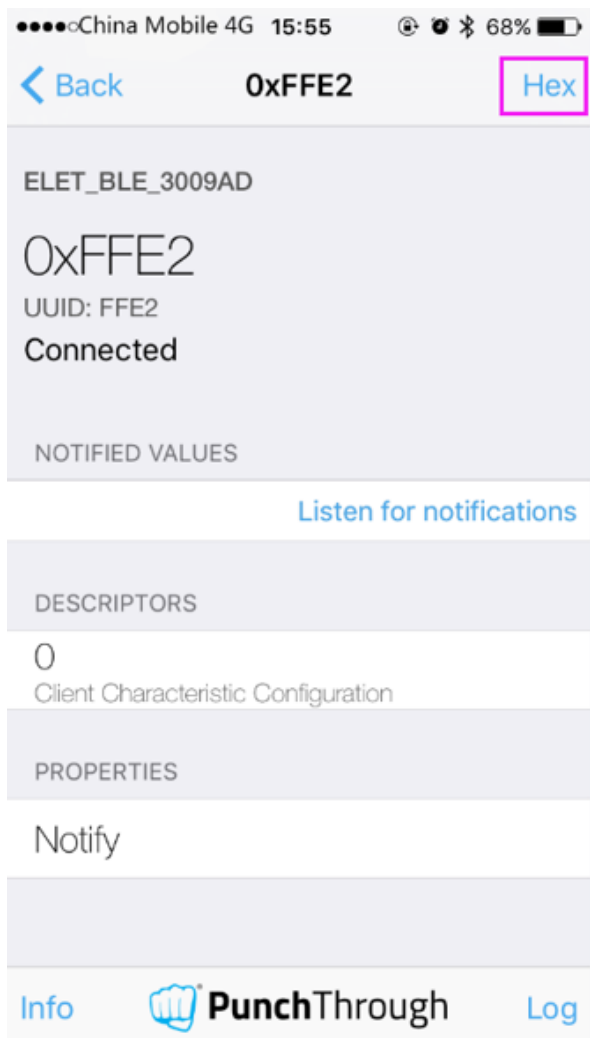 China Mobile 4G 15:55 68%
Back 0xFFE2 Hex
ELET_BLE_3009AD
0xFFE2
UUID: FFE2
Connected
NOTIFIED VALUES
Listen for notifications
DESCRIPTORS
0
Client Characteristic Configuration
PROPERTIES
Notify
Info PunchThrough Log